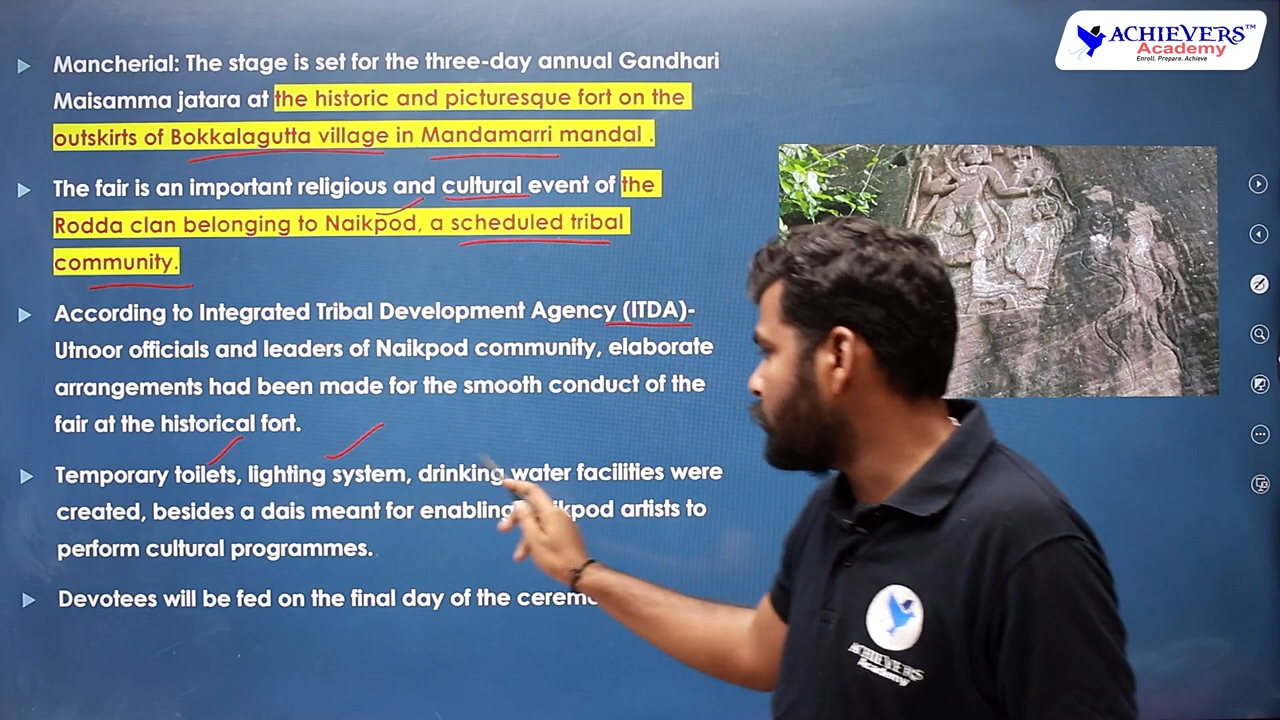 ACHIEVERS™
Academy
Enroll. Prepare. Achieve
Mancherial: The stage is set for the three-day annual Gandhari
Maisamma jatara at the historic and picturesque fort on the
outskirts of Bokkalagutta village in Mandamarri mandal .
The fair is an important religious and cultural event of the
Rodda clan belonging to Naikpod, a scheduled tribal
community.
According to Integrated Tribal Development Agency (ITDA)-
Utnoor officials and leaders of Naikpod community, elaborate
arrangements had been made for the smooth conduct of the
fair at the historical fort.
Temporary toilets, lighting system, drinking water facilities were
created, besides a dais meant for enabling artists to
perform cultural programmes.
Devotees will be fed on the final day of the
ACHIEVERS
Academy